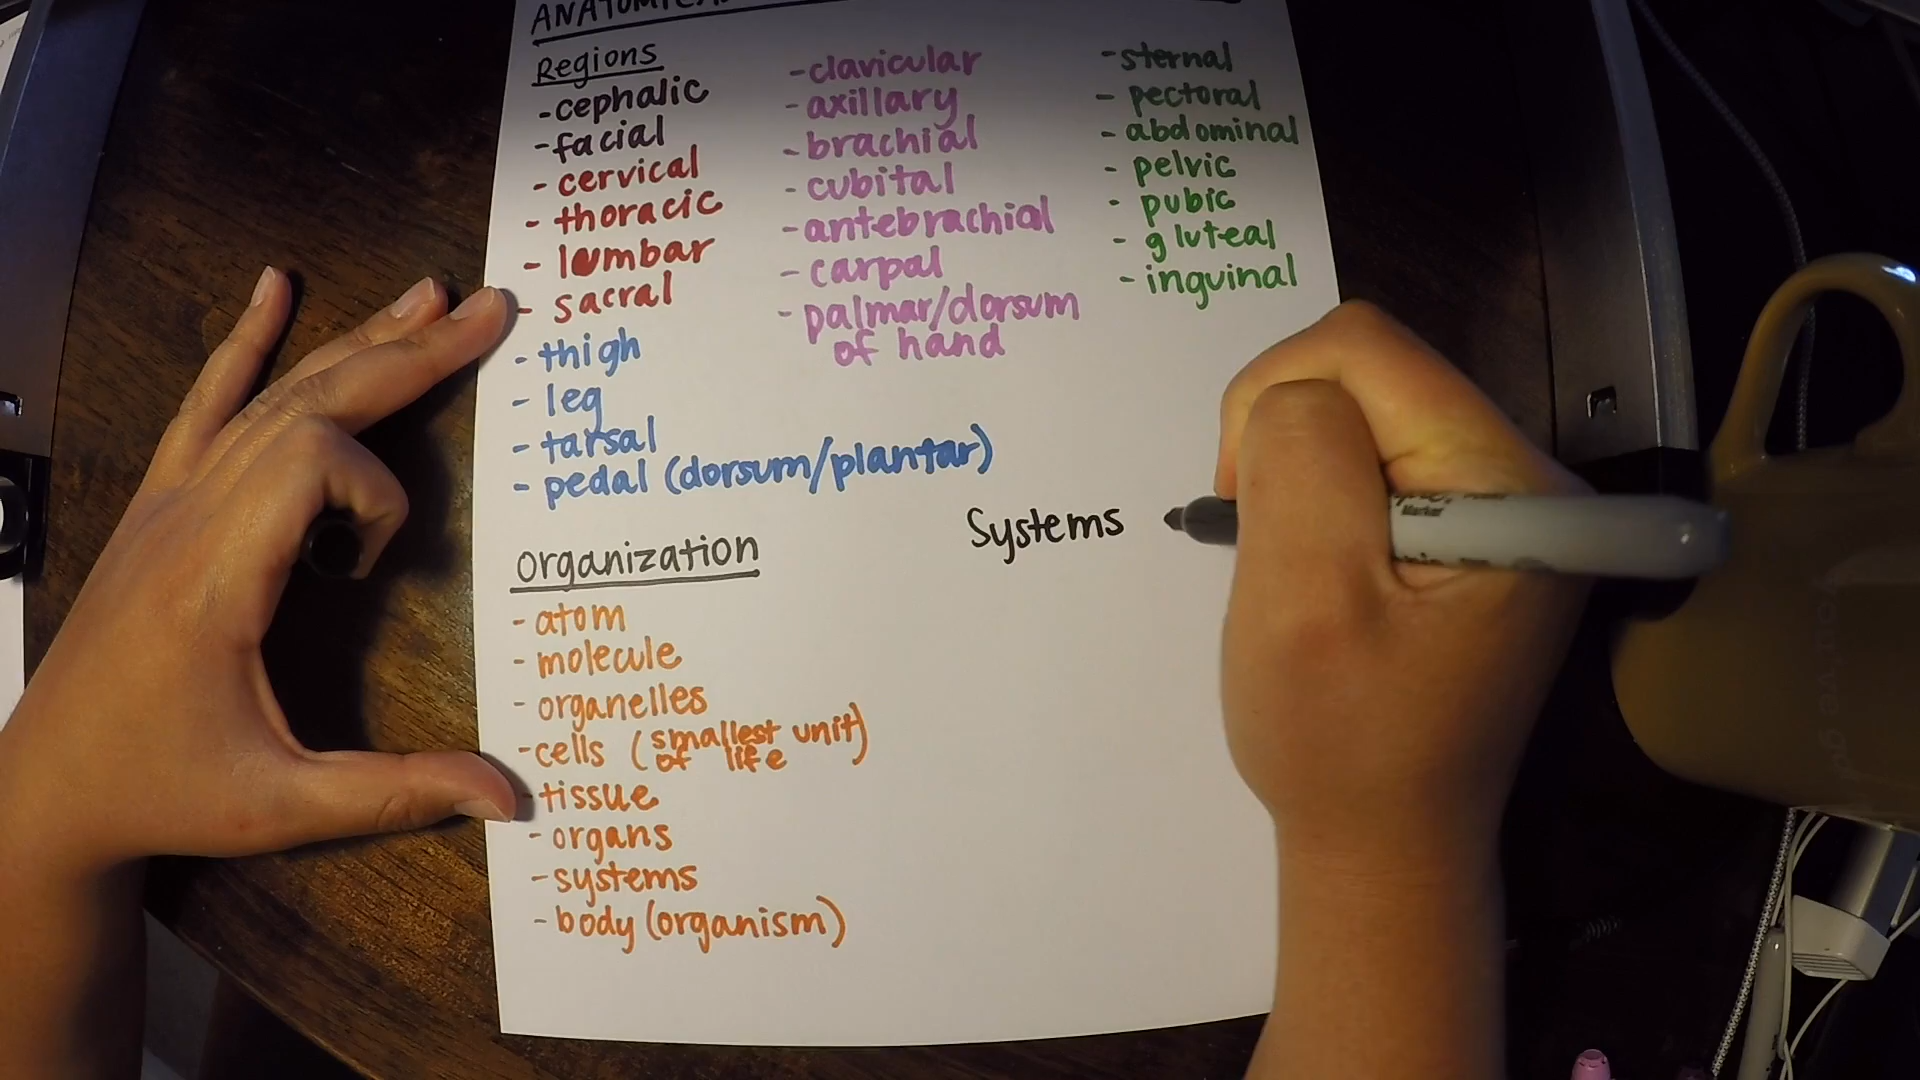 Regions
-cephalic
-facial
- cervical
- thoracic
- lumbar
- sacral
- thigh
- leg
- tarsal
- pedal (dorsum/plantar)
-clavicular
- axillary
- brachial
- cubital
- antebrachial
- carpal
- palmar/dorsum
of hand
-sternal
- pectoral
- abdominal
- pelvic
- pubic
- gluteal
- inguinal
organization
- atom
- molecule
- organelles
-cells (smallest unit)
of life
-tissue
- organs
-systems
- body (organism)
Systems
Marker